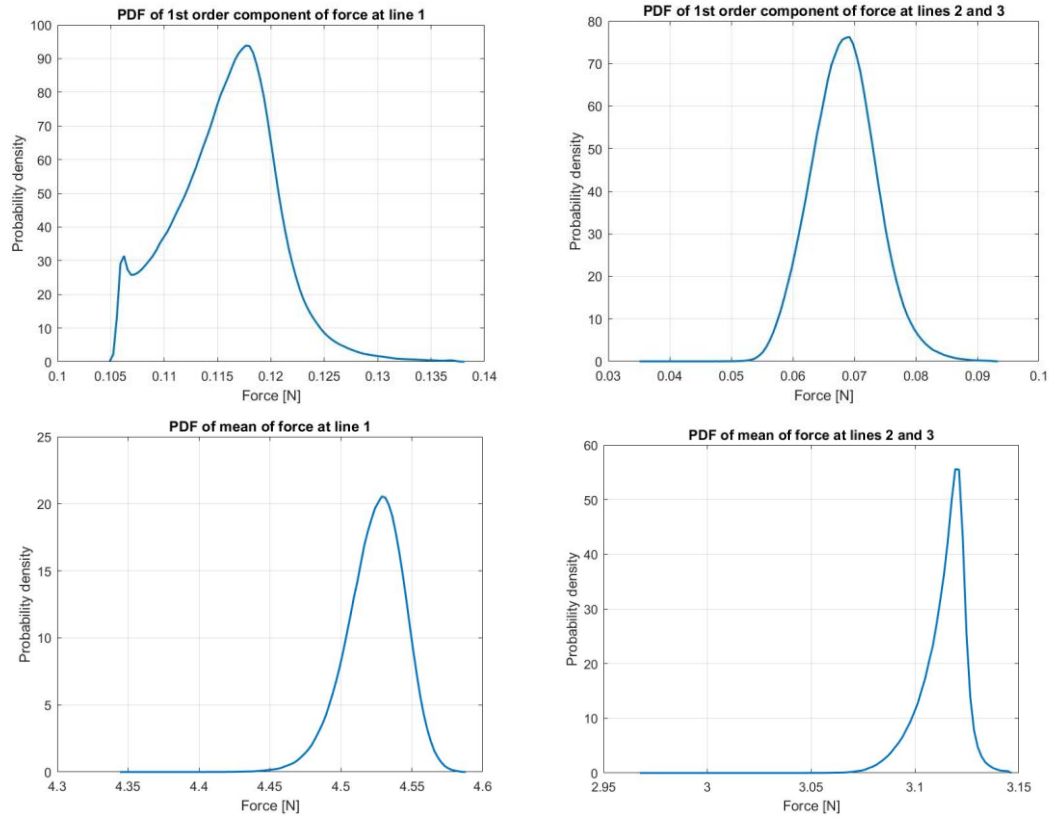 PDF of 1st order component of force at line 1
100
90
80
70
60
50
40
30
20
10
0
Probability density
0.1 0.105 0.11 0.115 0.12 0.125 0.13 0.135 0.14
Force [N]
PDF of 1st order component of force at lines 2 and 3
80
70
60
50
40
30
20
10
0
Probability density
0.03 0.04 0.05 0.06 0.07 0.08 0.09 0.1
Force [N]
PDF of mean of force at line 1
25
20
15
10
5
0
Probability density
4.3 4.35 4.4 4.45 4.5 4.55 4.6
Force [N]
PDF of mean of force at lines 2 and 3
60
50
40
30
20
10
0
Probability density
2.95 3 3.05 3.1 3.15
Force [N]